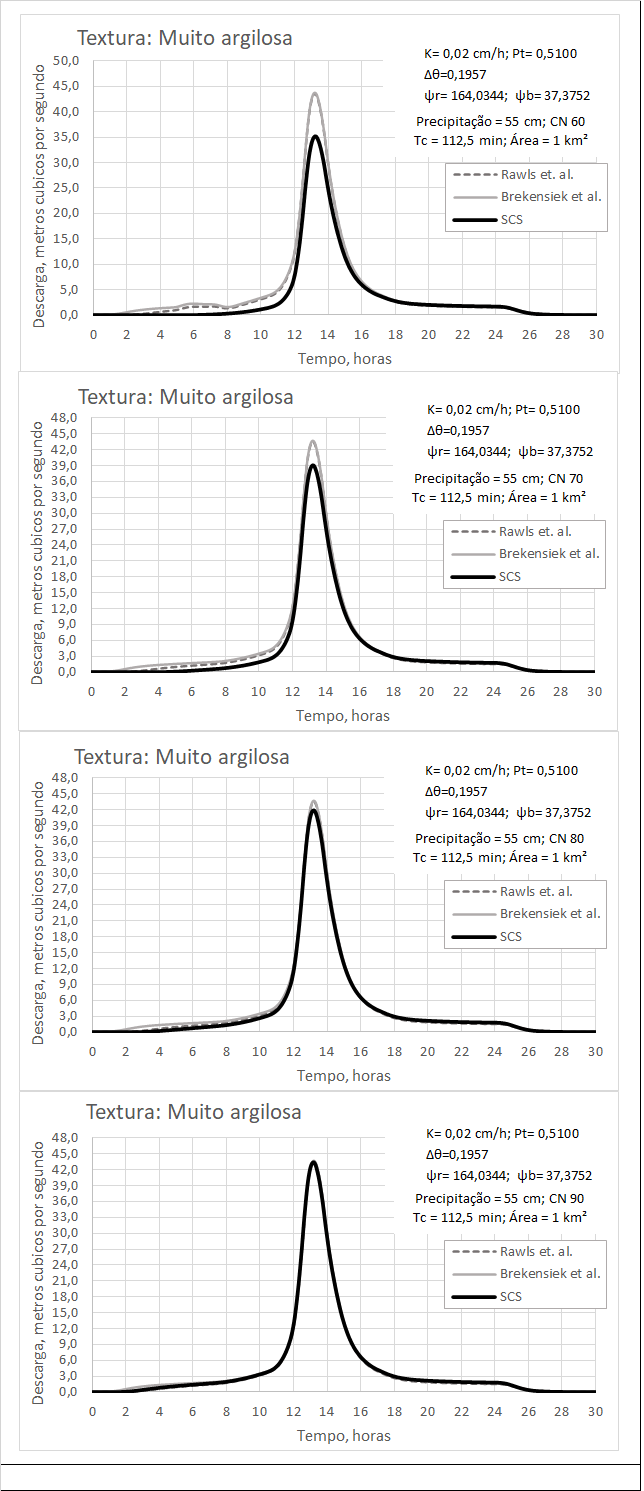 Textura: Muito argilosa
K= 0,02 cm/h; Pt= 0,5100
Δθ=0,1957
ψr= 164,0344; ψb= 37,3752
Precipitação = 55 cm; CN 60
Tc = 112,5 min; Área = 1 km²
Rawls et. al.
Brekensiek et al.
SCS
Descarga, metros cubicos por segundo
50,0
45,0
40,0
35,0
30,0
25,0
20,0
15,0
10,0
5,0
0,0
0 2 4 6 8 10 12 14 16 18 20 22 24 26 28 30
Tempo, horas
Textura: Muito argilosa
K= 0,02 cm/h; Pt= 0,5100
Δθ=0,1957
ψr= 164,0344; ψb= 37,3752
Precipitação = 55 cm; CN 70
Tc = 112,5 min; Área = 1 km²
Rawls et. al.
Brekensiek et al.
SCS
Descarga, metros cubicos por segundo
48,0
45,0
42,0
39,0
36,0
33,0
30,0
27,0
24,0
21,0
18,0
15,0
12,0
9,0
6,0
3,0
0,0
0 2 4 6 8 10 12 14 16 18 20 22 24 26 28 30
Tempo, horas
Textura: Muito argilosa
K= 0,02 cm/h; Pt= 0,5100
Δθ=0,1957
ψr= 164,0344; ψb= 37,3752
Precipitação = 55 cm; CN 80
Tc = 112,5 min; Área = 1 km²
Rawls et. al.
Brekensiek et al.
SCS
Descarga, metros cubicos por segundo
48,0
45,0
42,0
39,0
36,0
33,0
30,0
27,0
24,0
21,0
18,0
15,0
12,0
9,0
6,0
3,0
0,0
0 2 4 6 8 10 12 14 16 18 20 22 24 26 28 30
Tempo, horas
Textura: Muito argilosa
K= 0,02 cm/h; Pt= 0,5100
Δθ=0,1957
ψr= 164,0344; ψb= 37,3752
Precipitação = 55 cm; CN 90
Tc = 112,5 min; Área = 1 km²
Rawls et. al.
Brekensiek et al.
SCS
Descarga, metros cubicos por segundo
48,0
45,0
42,0
39,0
36,0
33,0
30,0
27,0
24,0
21,0
18,0
15,0
12,0
9,0
6,0
3,0
0,0
0 2 4 6 8 10 12 14 16 18 20 22 24 26 28 30
Tempo, horas